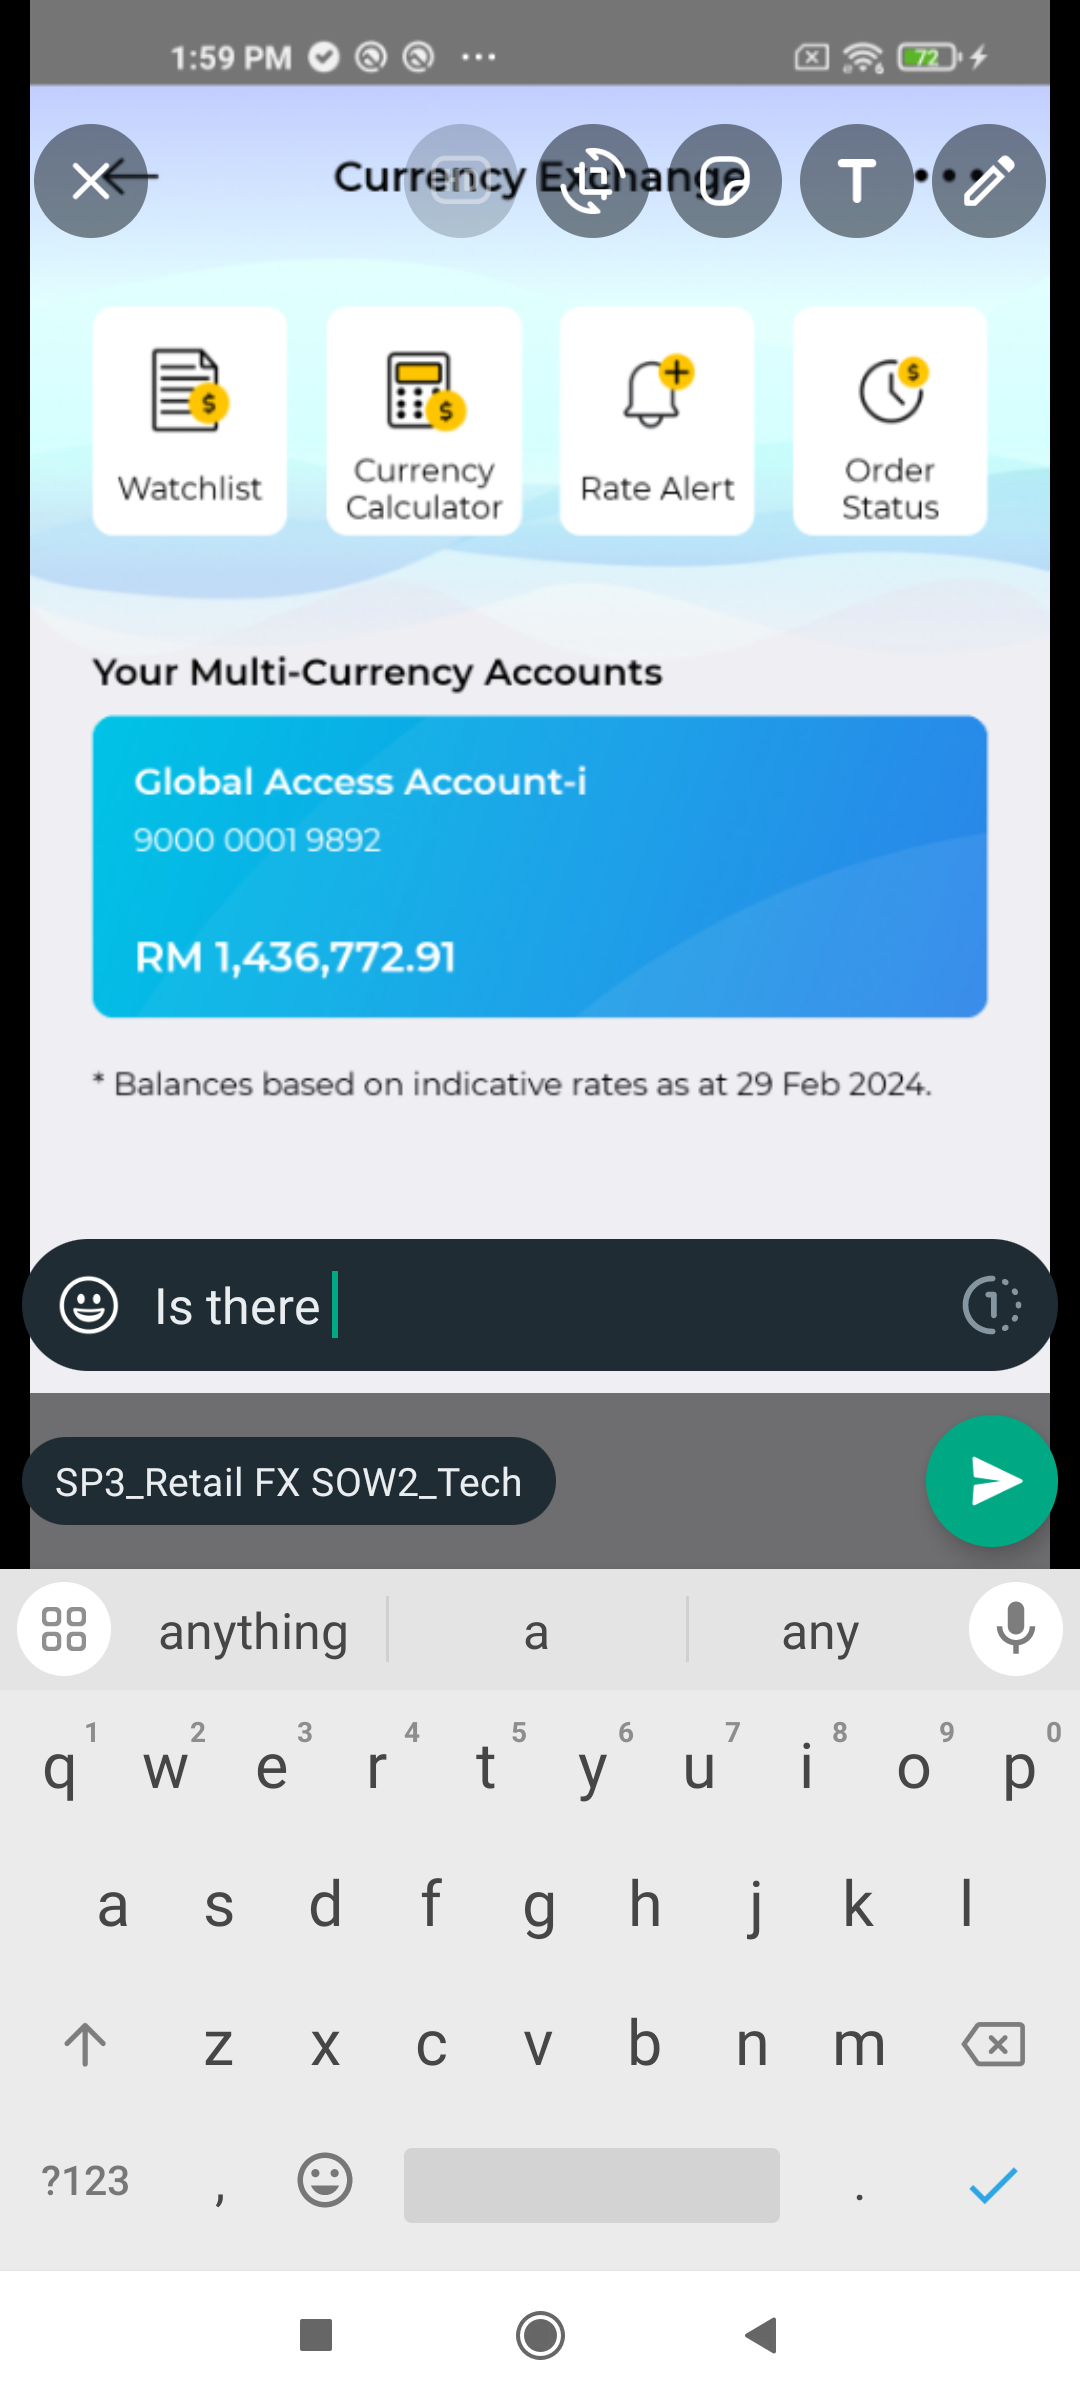 1:59 PM
72
Currency Exchange
Watchlist
Currency
Calculator
Rate Alert
Order
Status
Your Multi-Currency Accounts
Global Access Account-i
9000 0001 9892
RM 1,436,772.91
* Balances based on indicative rates as at 29 Feb 2024.
Is there
1
SP3_Retail FX SOW2_Tech
anything a any
1 2 3 4 5 6 7 8 9 0
q w e r t y u i o p
a s d f g h j k l
z x c v b n m
?123 , .